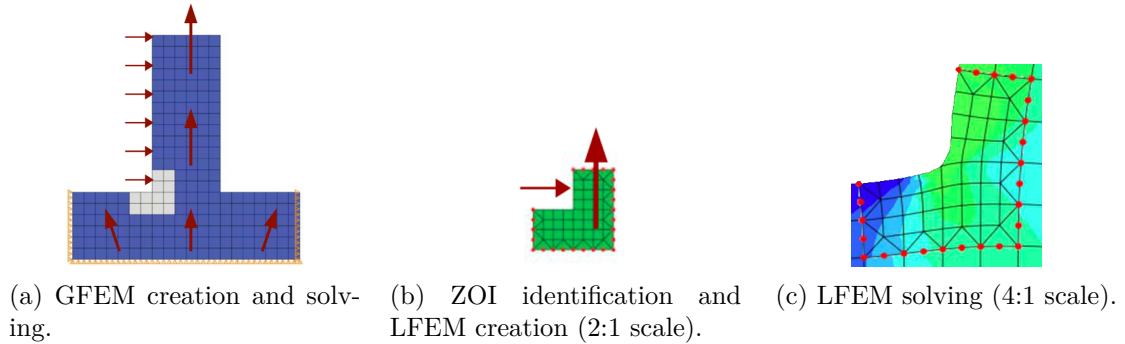 (a) GFEM creation and solv-
ing.
(b) ZOI identification and
LFEM creation (2:1 scale).
(c) LFEM solving (4:1 scale).